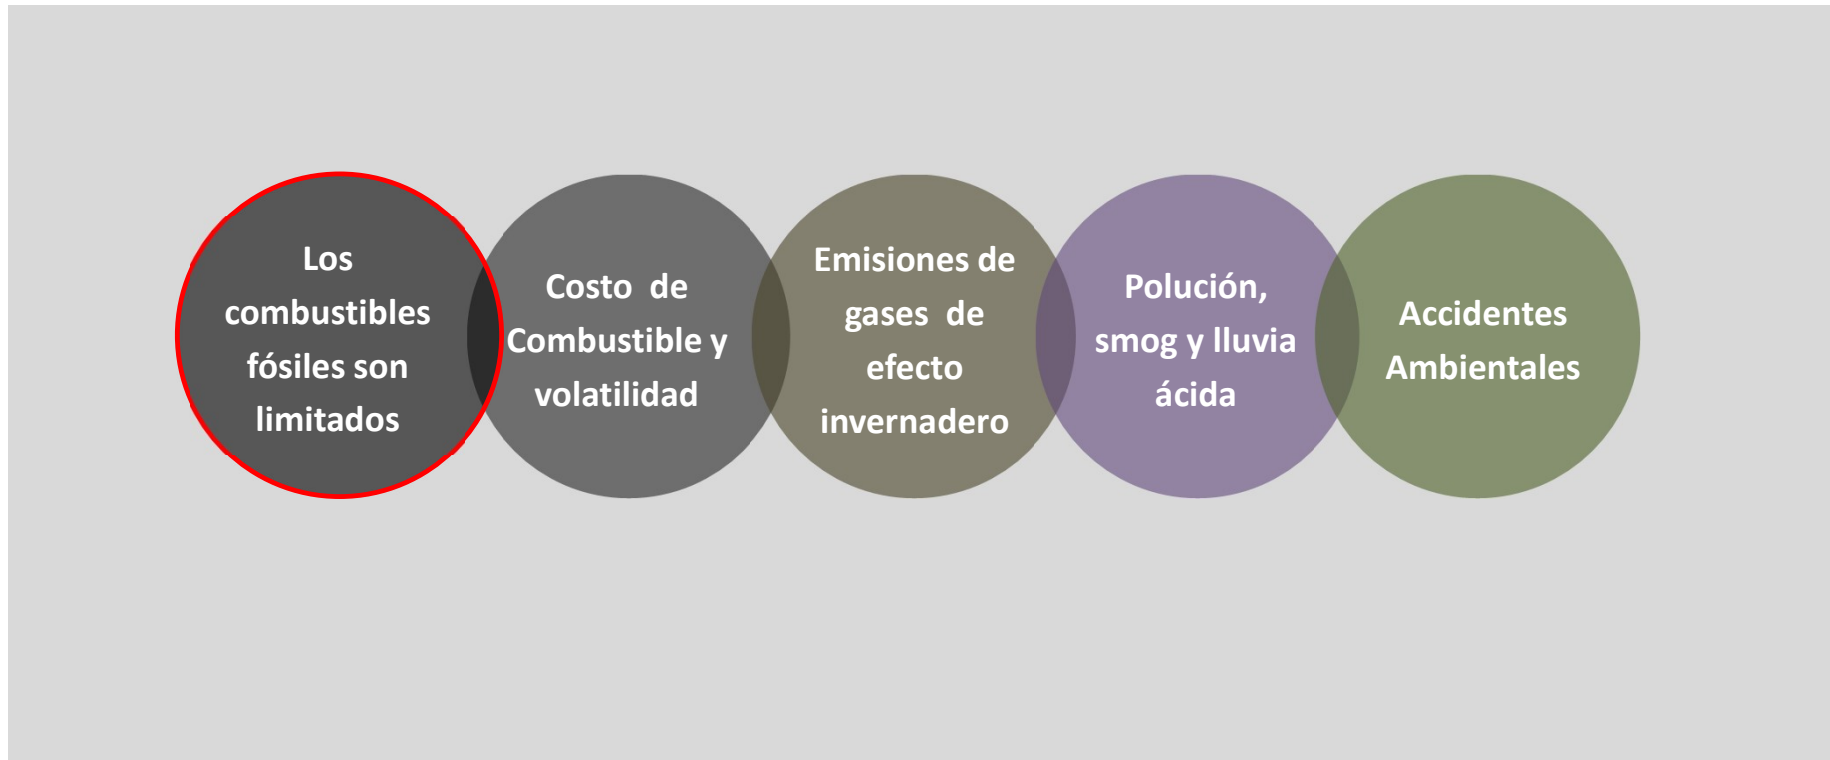 Los
combustibles
fósiles son
limitados
Costo de
Combustible y
volatilidad
Emisiones de
gases de
efecto
invernadero
Polución,
smog y lluvia
ácida
Accidentes
Ambientales